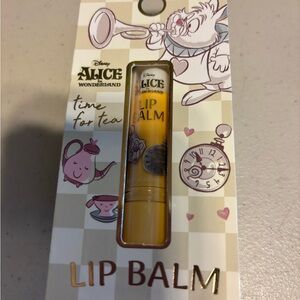 Disney
ALICE
IN
WONDERLAND
time
for tea
Disney
ALICE
IN
WONDERLAND
LIP
BALM
LIP BALM